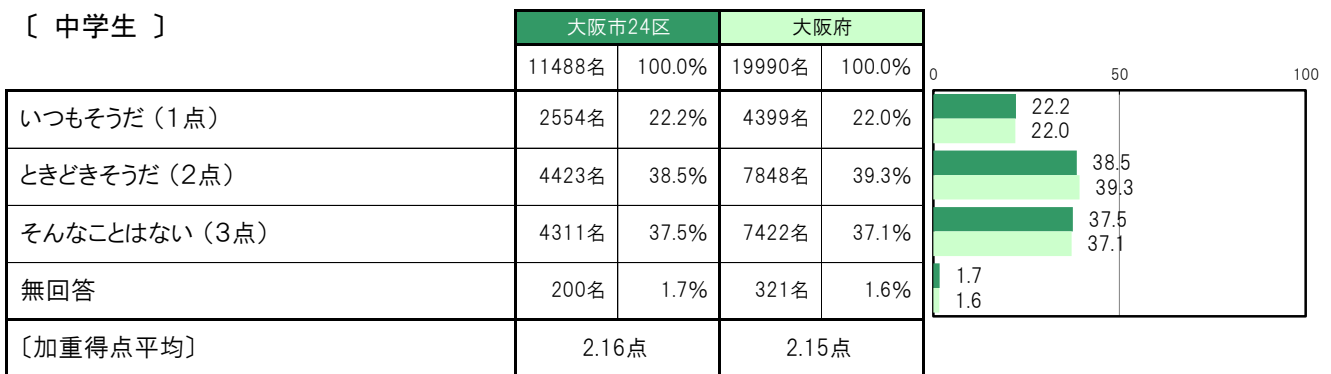 〔 中学生 〕
大阪市24区 大阪府
11488名 100.0% 19990名 100.0%
0 50 100
いつもそうだ（1点） 2554名 22.2% 4399名 22.0%
22.2
22.0
ときどきそうだ（2点） 4423名 38.5% 7848名 39.3%
38.5
39.3
そんなことはない（3点） 4311名 37.5% 7422名 37.1%
37.5
37.1
無回答 200名 1.7% 321名 1.6%
1.7
1.6
〔加重得点平均〕 2.16点 2.15点